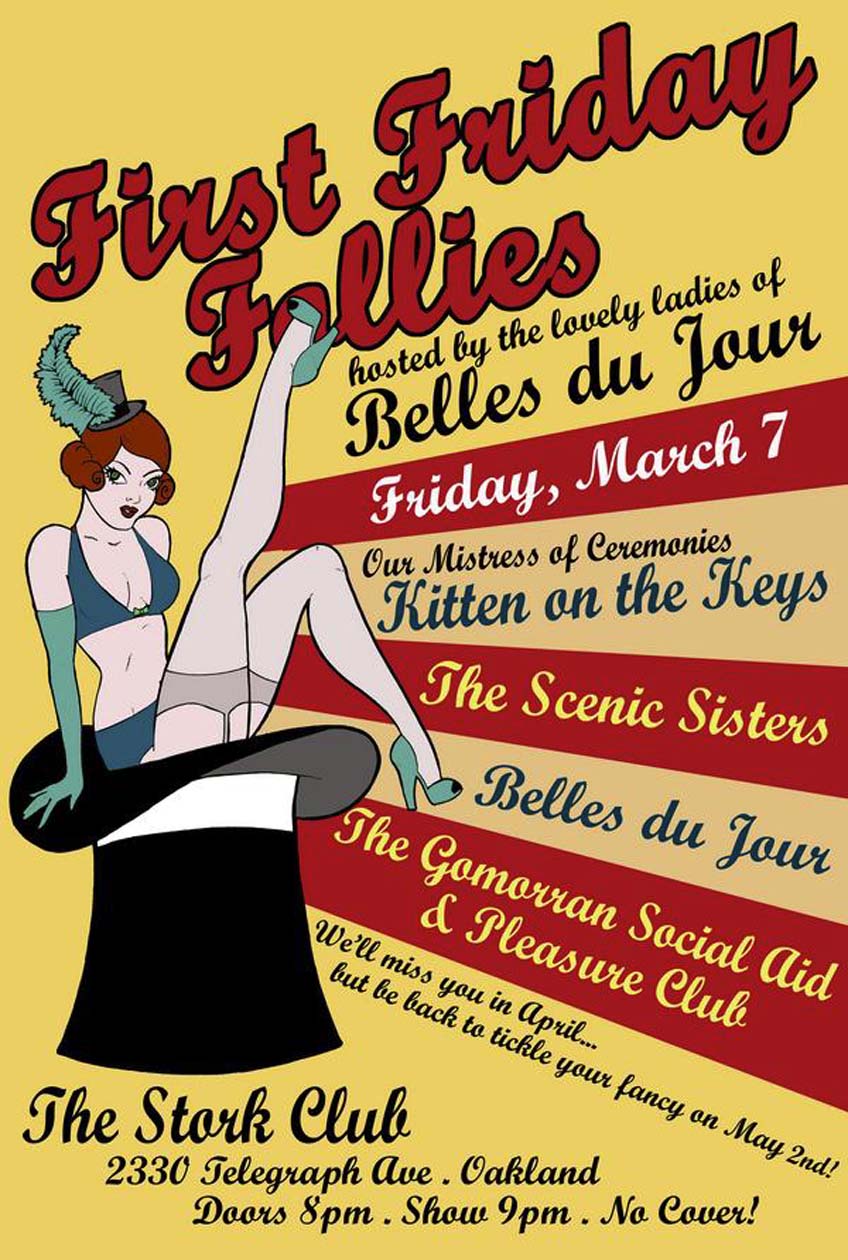 First Friday
Follies
hosted by the lovely ladies of
Belles du Jour
Friday, March 7
Our Mistress of Ceremonies
Kitten on the Keys
The Scenic Sisters
Belles du Jour
The Gomorran Social Aid
& Pleasure Club
We'll miss you in April...
but be back to tickle your fancy on May 2nd!
The Stork Club
2330 Telegraph Ave . Oakland
Doors 8pm . Show 9pm . No Cover!